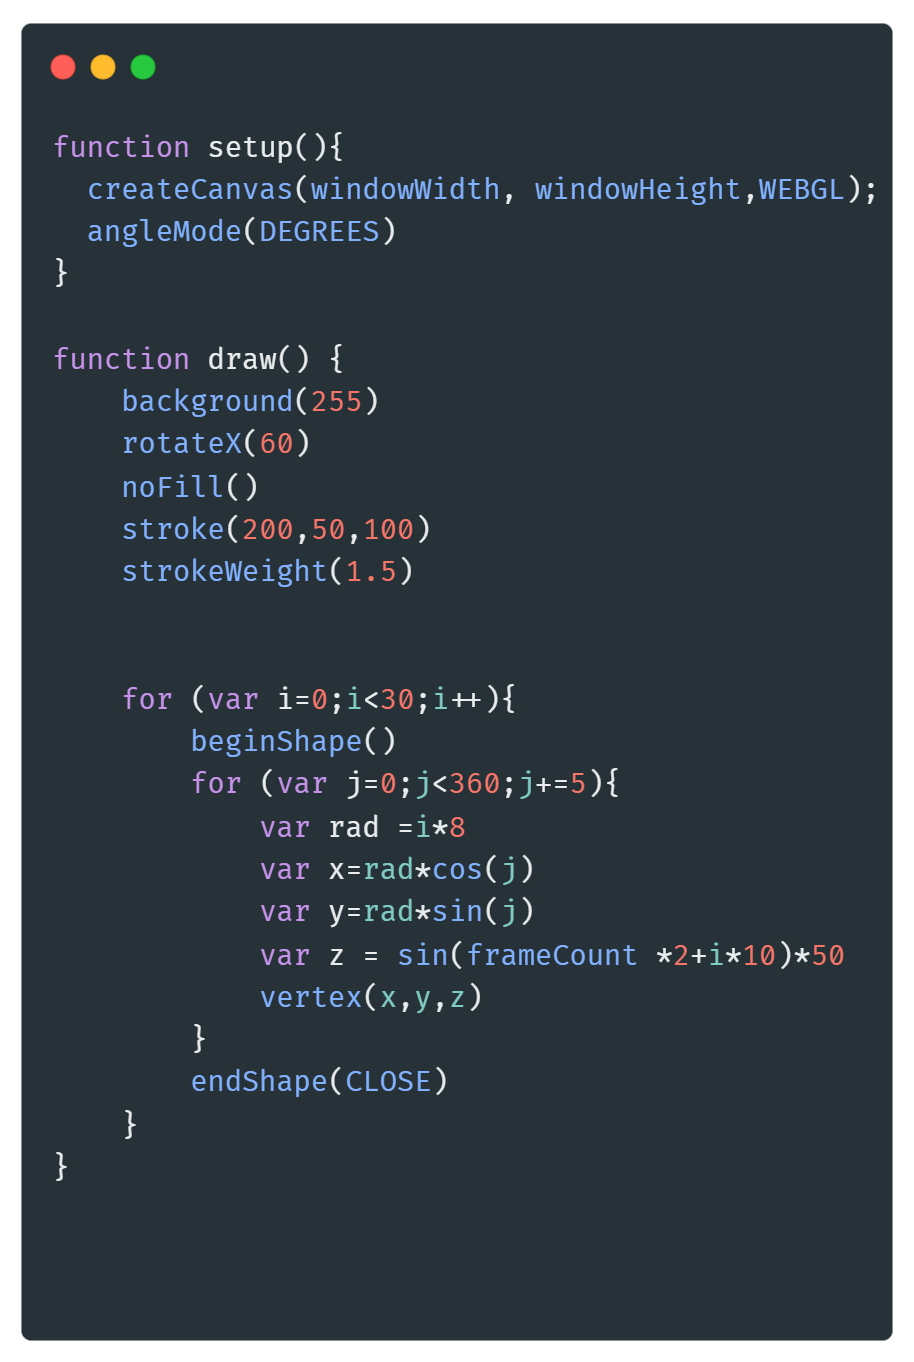 function setup(){
  createCanvas(windowWidth, windowHeight,WEBGL);
  angleMode(DEGREES)
}

function draw() {
    background(255)
    rotateX(60)
    noFill()
    stroke(200,50,100)
    strokeWeight(1.5)


    for (var i=0;i<30;i++){
        beginShape()
        for (var j=0;j<360;j+=5){
            var rad =i*8
            var x=rad*cos(j)
            var y=rad*sin(j)
            var z = sin(frameCount *2+i*10)*50
            vertex(x,y,z)
        }
        endShape(CLOSE)
    }
}